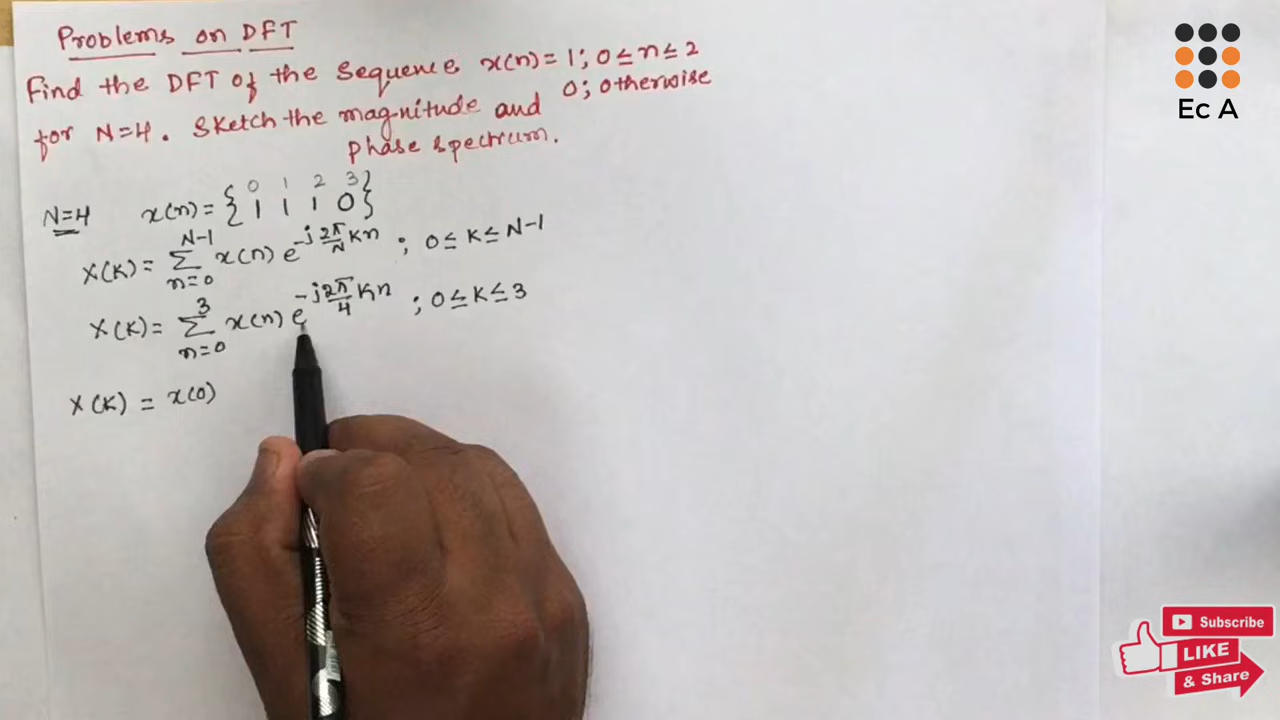 Problems on DFT
Find the DFT of the sequence x(n) = 1; 0 ≤ n ≤ 2
0; otherwise
for N=4. Sketch the magnitude and
phase spectrum.
N=4 x(n) = { 1 1 1 0 }
0 1 2 3
X(K) = N-1 Σ n=0 x(n) e^-j 2π/N Kn ; 0 ≤ K ≤ N-1
X(K) = 3 Σ n=0 x(n) e^-j 2π/4 Kn ; 0 ≤ K ≤ 3
X(K) = x(0)
Ec A
Subscribe
LIKE
& Share